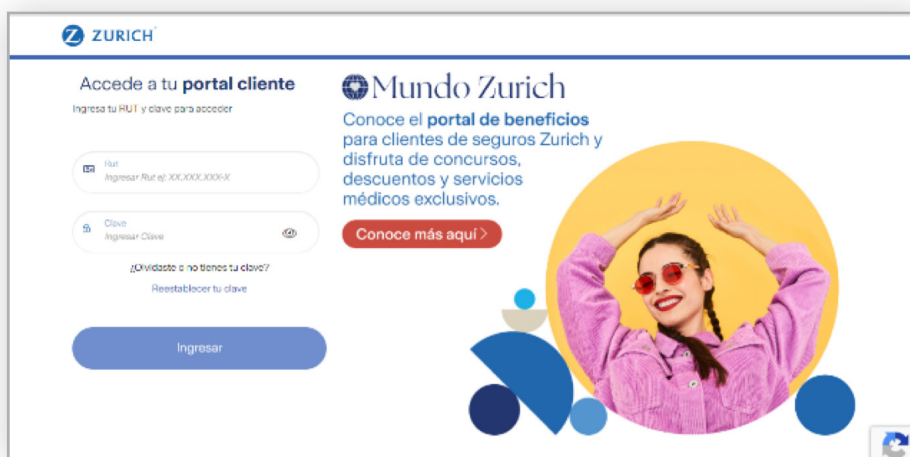 ZURICH
Accede a tu portal cliente
Ingresa tu RUT y clave para acceder
Rut
Ingresar Rut ej: XX.XXX.XXX-X
Clave
Ingresar Clave
¿Olvidaste o no tienes tu clave?
Reestablecer tu clave
Ingresar
Mundo Zurich
Conoce el portal de beneficios
para clientes de seguros Zurich y
disfruta de concursos,
descuentos y servicios
médicos exclusivos.
Conoce más aquí >